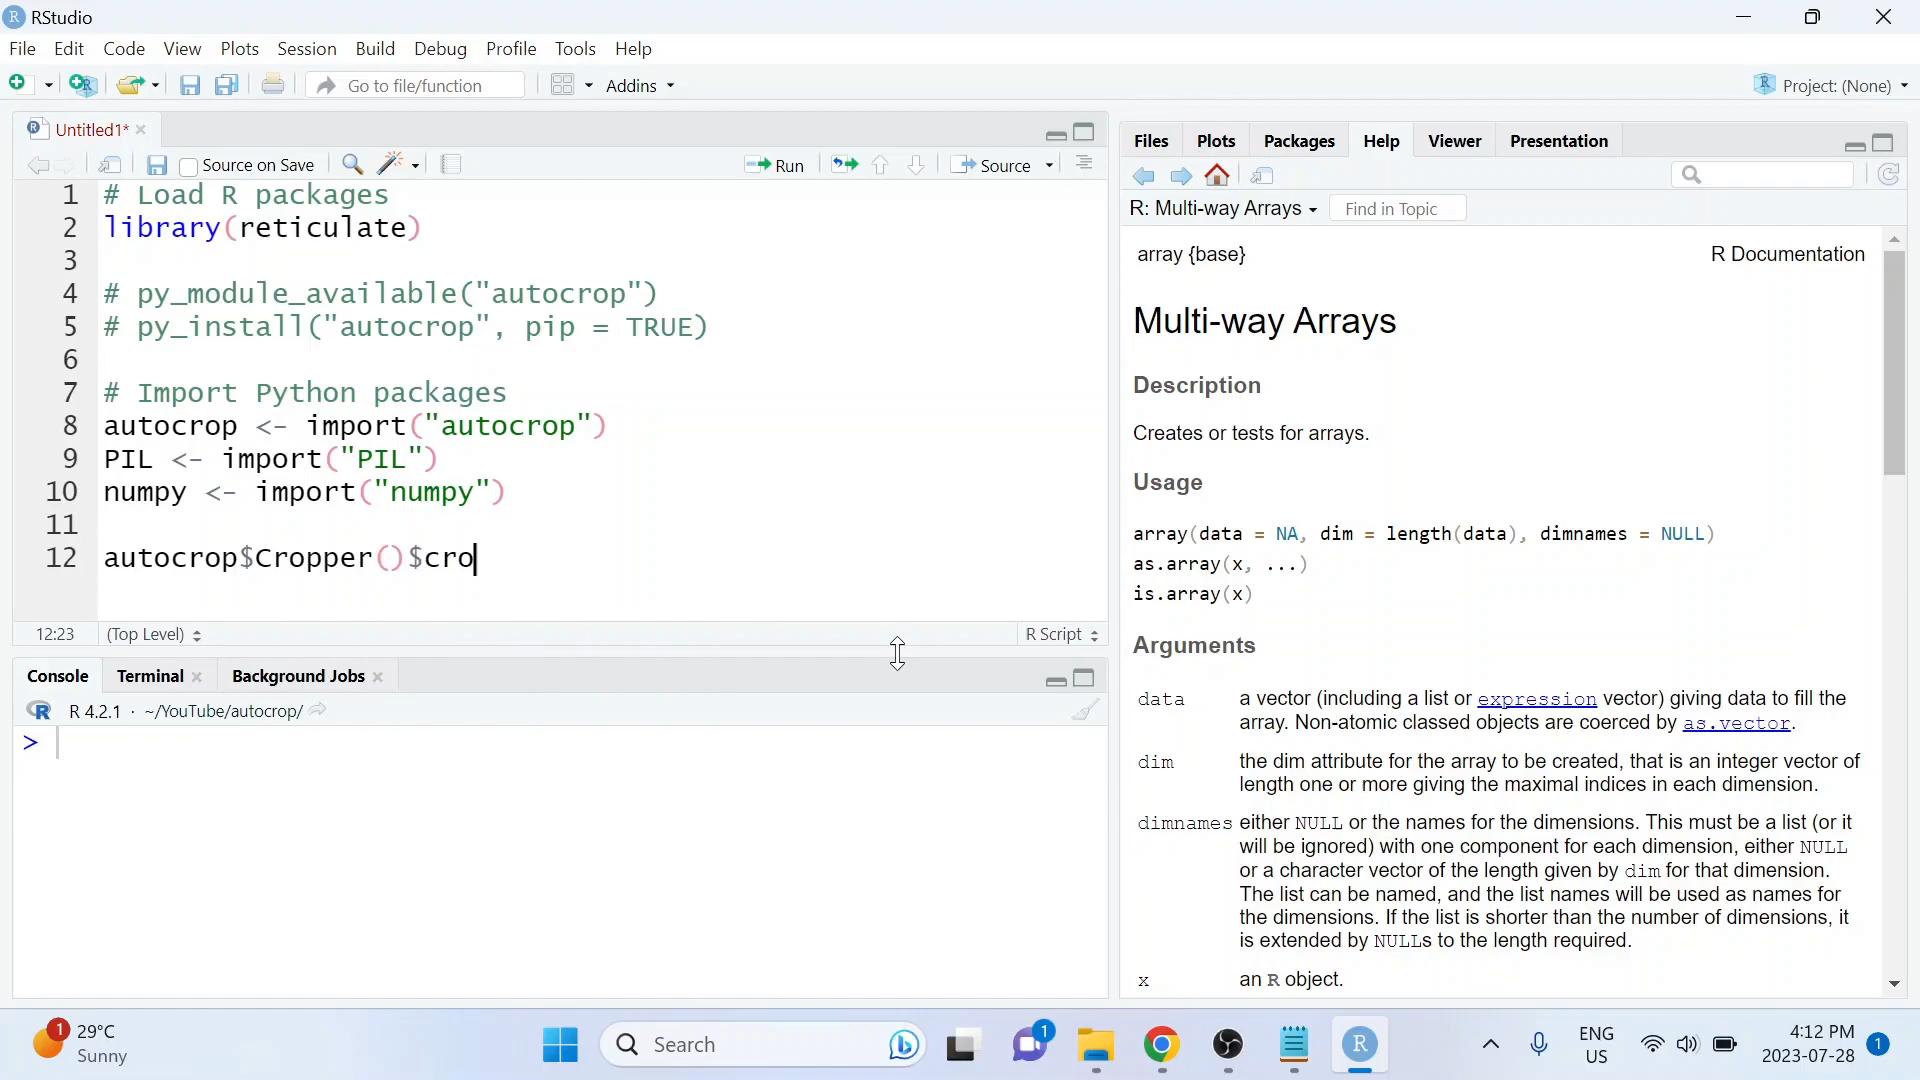 RStudio
File Edit Code View Plots Session Build Debug Profile Tools Help
Go to file/function Addins Project: (None)
Untitled1*
Source on Save Run Source
1 # Load R packages
2 library(reticulate)
3
4 # py_module_available("autocrop")
5 # py_install("autocrop", pip = TRUE)
6
7 # Import Python packages
8 autocrop <- import("autocrop")
9 PIL <- import("PIL")
10 numpy <- import("numpy")
11
12 autocrop$Cropper()$cro
12:23 (Top Level) R Script
Console Terminal Background Jobs
R 4.2.1 · ~/YouTube/autocrop/
>
Files Plots Packages Help Viewer Presentation
R: Multi-way Arrays Find in Topic
array {base} R Documentation
Multi-way Arrays
Description
Creates or tests for arrays.
Usage
array(data = NA, dim = length(data), dimnames = NULL)
as.array(x, ...)
is.array(x)
Arguments
data a vector (including a list or expression vector) giving data to fill the
array. Non-atomic classed objects are coerced by as.vector.
dim the dim attribute for the array to be created, that is an integer vector of
length one or more giving the maximal indices in each dimension.
dimnames either NULL or the names for the dimensions. This must be a list (or it
will be ignored) with one component for each dimension, either NULL
or a character vector of the length given by dim for that dimension.
The list can be named, and the list names will be used as names for
the dimensions. If the list is shorter than the number of dimensions, it
is extended by NULLs to the length required.
x an R object.
1 29°C
Sunny
Search
1
R
ENG
US
4:12 PM
2023-07-28
1